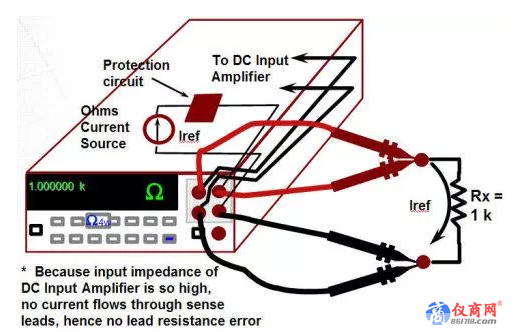 Protection
circuit
To DC Input
Amplifier
Ohms
Current
Source
Iref
1.000000 k
Ω
Ω4w
Iref
Rx =
1 k
* Because input impedance of
DC Input Amplifier is so high,
no current flows through sense
leads, hence no lead resistance error
仪商网
861718.com